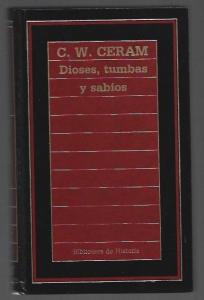 C. W. CERAM
Dioses, tumbas
y sabios
Biblioteca de Historia